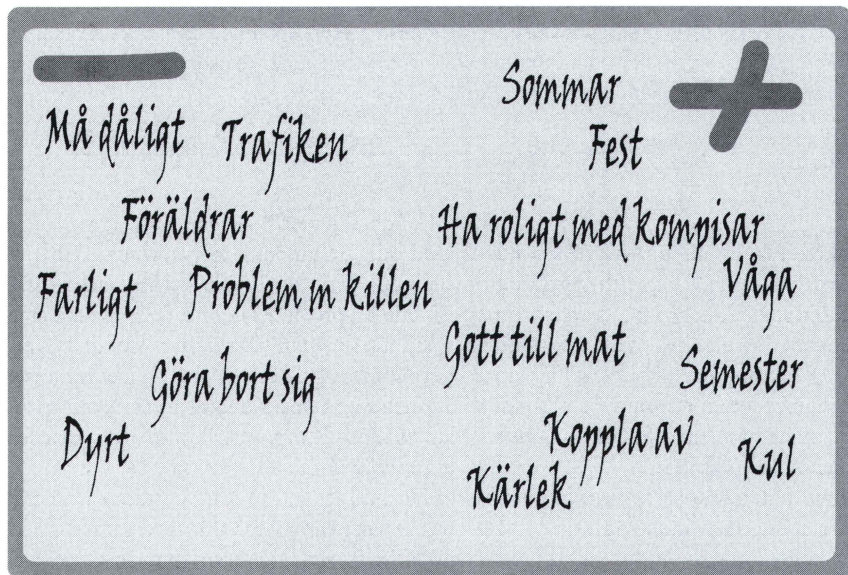 Må dåligt
Trafiken
Föräldrar
Farligt
Problem m killen
Göra bort sig
Dyrt
Sommar
Fest
Ha roligt med kompisar
Våga
Gott till mat
Semester
Koppla av
Kul
Kärlek